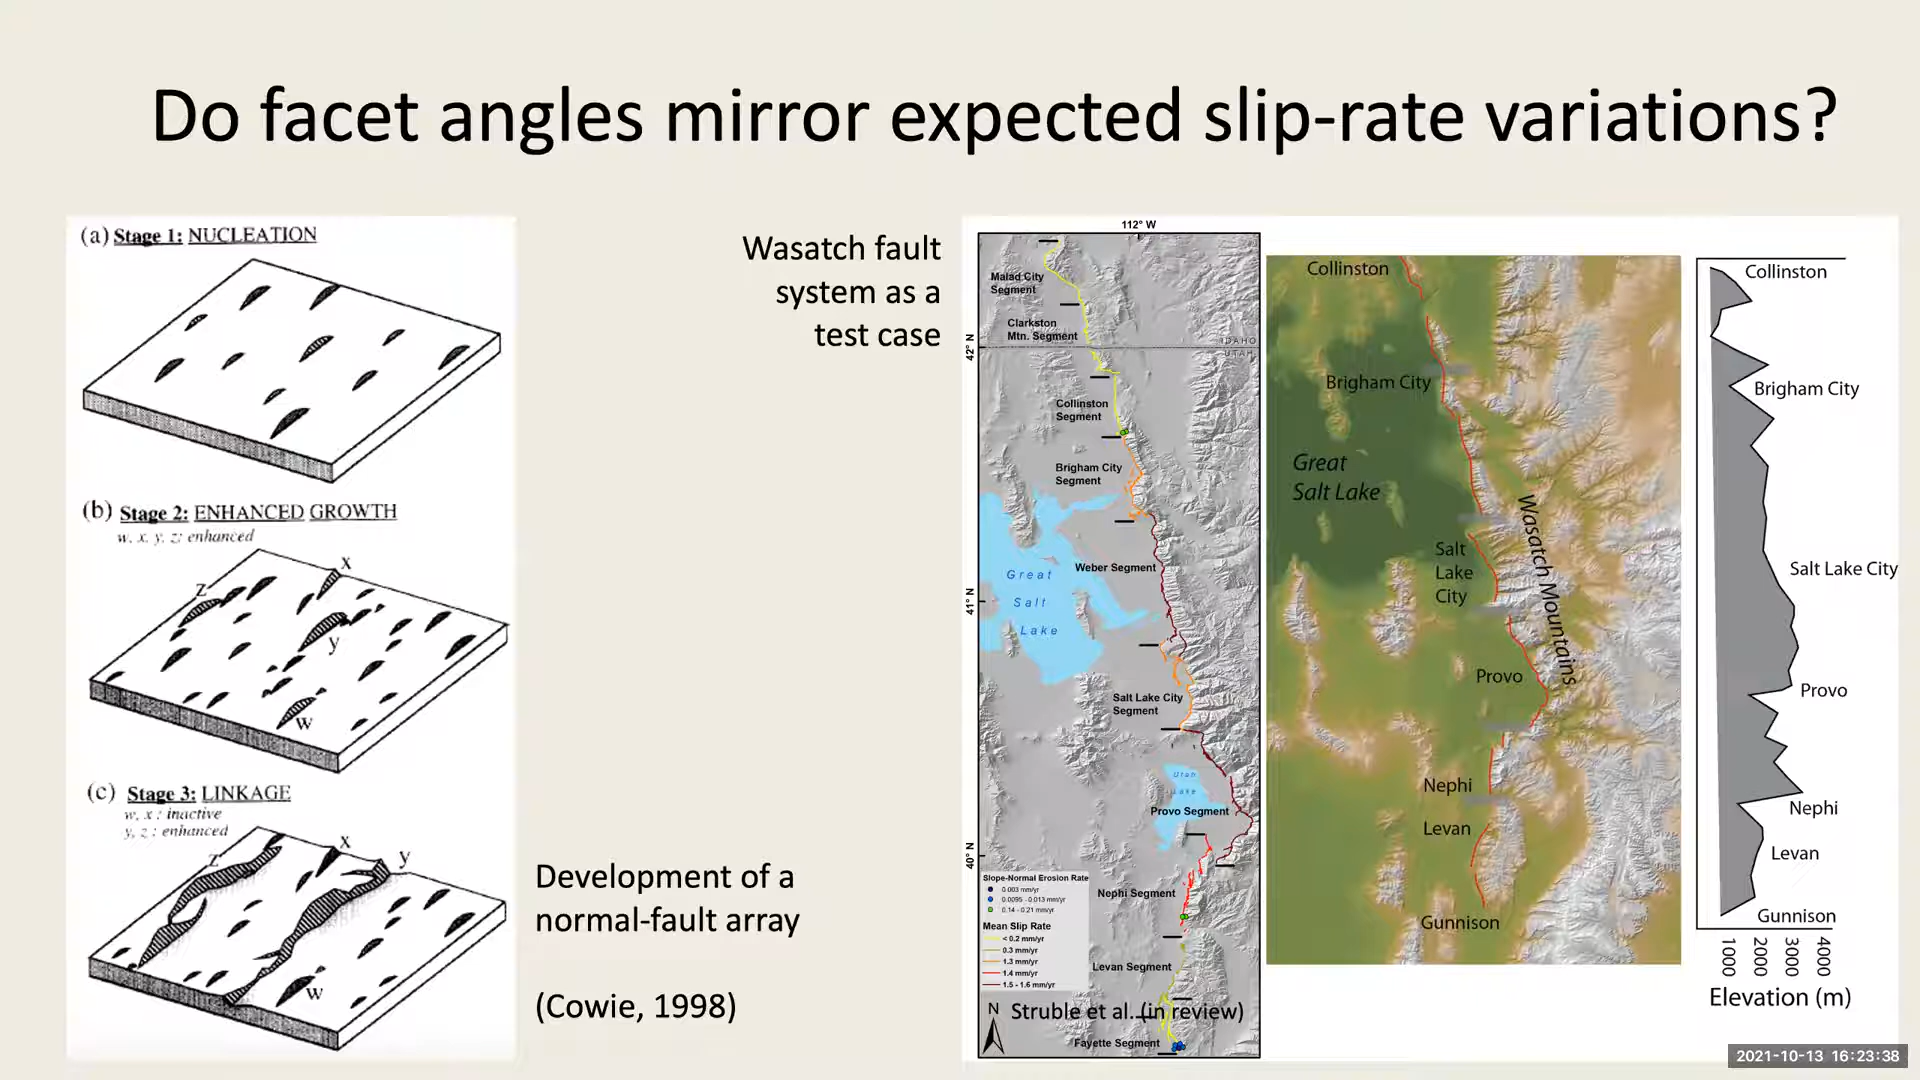 Do facet angles mirror expected slip-rate variations?
(a) Stage 1: NUCLEATION
(b) Stage 2: ENHANCED GROWTH
w, x, y, z: enhanced
x
z
y
w
(c) Stage 3: LINKAGE
w, x : inactive
y, z : enhanced
x
y
z
w
Development of a
normal-fault array
(Cowie, 1998)
Wasatch fault
system as a
test case
112° W
Malad City
Segment
Clarkston
Mtn. Segment
42° N
IDAHO
UTAH
Collinston
Segment
Brigham City
Segment
Weber Segment
Great
Salt
Lake
41° N
Salt Lake City
Segment
Utah
Lake
Provo Segment
40° N
Slope-Normal Erosion Rate
0.003 mm/yr
0.0095 - 0.013 mm/yr
0.14 - 0.21 mm/yr
Mean Slip Rate
< 0.2 mm/yr
0.3 mm/yr
1.3 mm/yr
1.4 mm/yr
1.5 - 1.6 mm/yr
Nephi Segment
Levan Segment
N
Struble et al. (in review)
Fayette Segment
Collinston
Brigham City
Great
Salt Lake
Wasatch Mountains
Salt
Lake
City
Provo
Nephi
Levan
Gunnison
Collinston
Brigham City
Salt Lake City
Provo
Nephi
Levan
Gunnison
1000
2000
3000
4000
Elevation (m)
2021-10-13 16:23:38